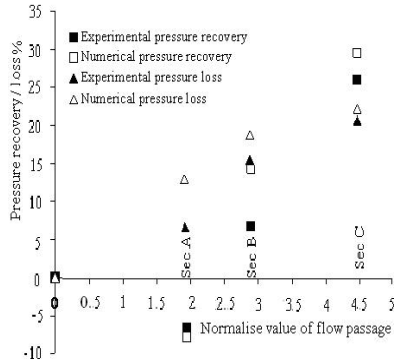 35
30
25
20
15
10
5
0
-5
-10
Pressure recovery / loss %
Experimental pressure recovery
Numerical pressure recovery
Experimental pressure loss
Numerical pressure loss
Sec A
Sec B
Sec C
0 0.5 1 1.5 2 2.5 3 3.5 4 4.5 5
Normalise value of flow passage